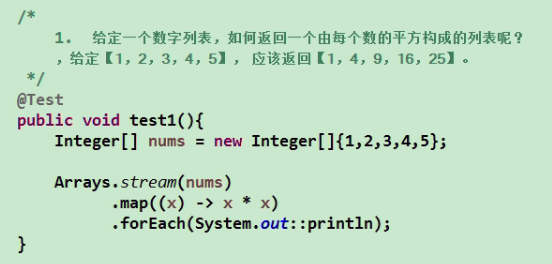 /*
1. 给定一个数字列表，如何返回一个由每个数的平方构成的列表呢？
，给定【1，2，3，4，5】， 应该返回【1，4，9，16，25】。
*/
@Test
public void test1(){
Integer[] nums = new Integer[]{1,2,3,4,5};
Arrays.stream(nums)
.map((x) -> x * x)
.forEach(System.out::println);
}